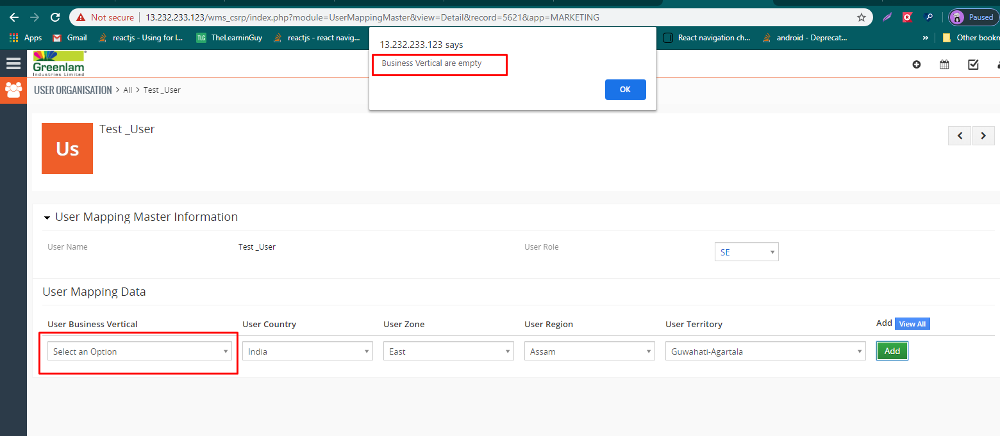 Not secure 13.232.233.123/wms_csrp/index.php?module=UserMappingMaster&view=Detail&record=5621&app=MARKETING
Paused
Apps Gmail reactjs - Using for l... TLG TheLearningGuy reactjs - react navig... React navigation ch... android - Deprecat... » Other bookm
13.232.233.123 says
Business Vertical are empty
OK
Greenlam
Industries Limited
USER ORGANISATION > All > Test _User
Us
Test _User
User Mapping Master Information
User Name Test _User User Role SE
User Mapping Data
User Business Vertical User Country User Zone User Region User Territory Add View All
Select an Option India East Assam Guwahati-Agartala Add